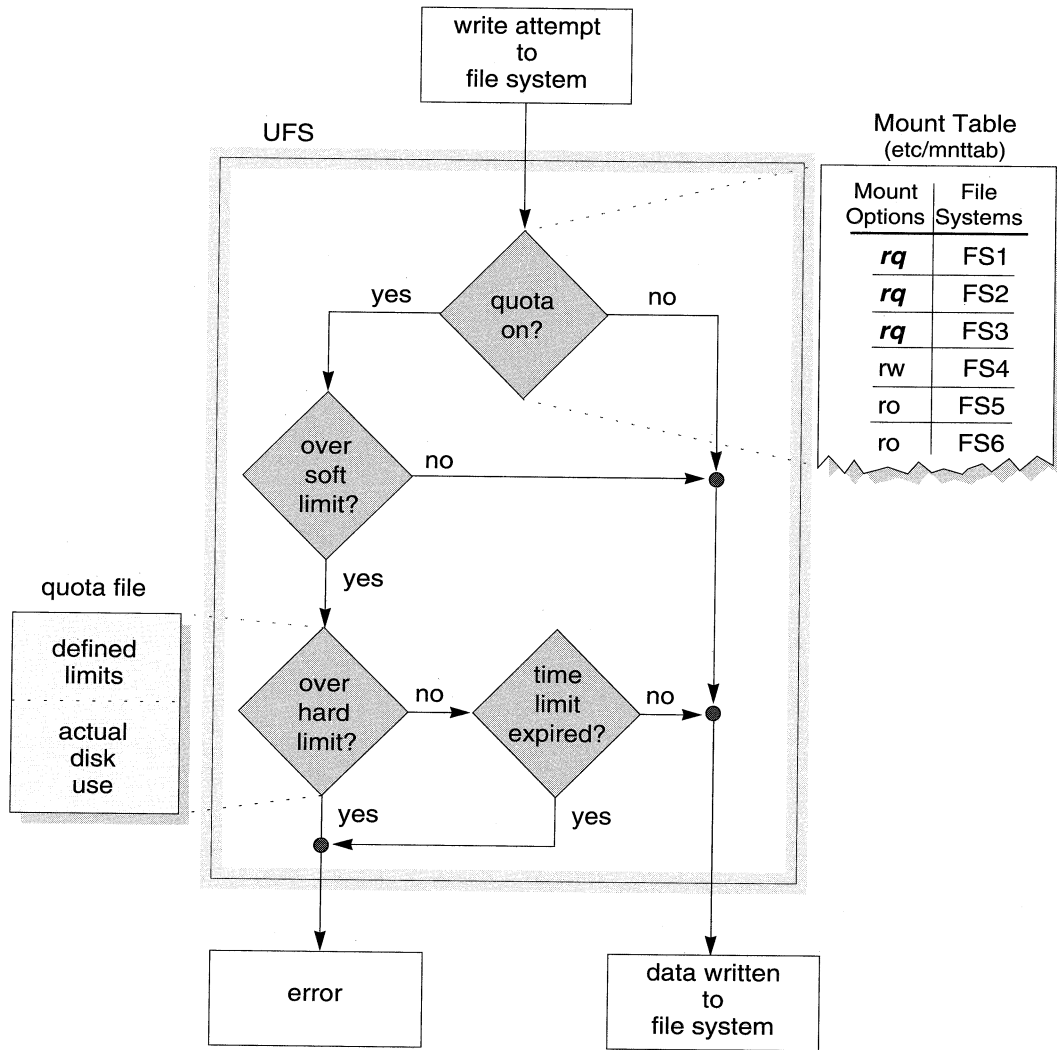 write attempt
to
file system
UFS
Mount Table
(etc/mnttab)
Mount Options File Systems
rq FS1
rq FS2
rq FS3
rw FS4
ro FS5
ro FS6
quota
on?
yes
no
over
soft
limit?
no
yes
quota file
defined
limits
actual
disk
use
over
hard
limit?
no
time
limit
expired?
no
yes
yes
error
data written
to
file system